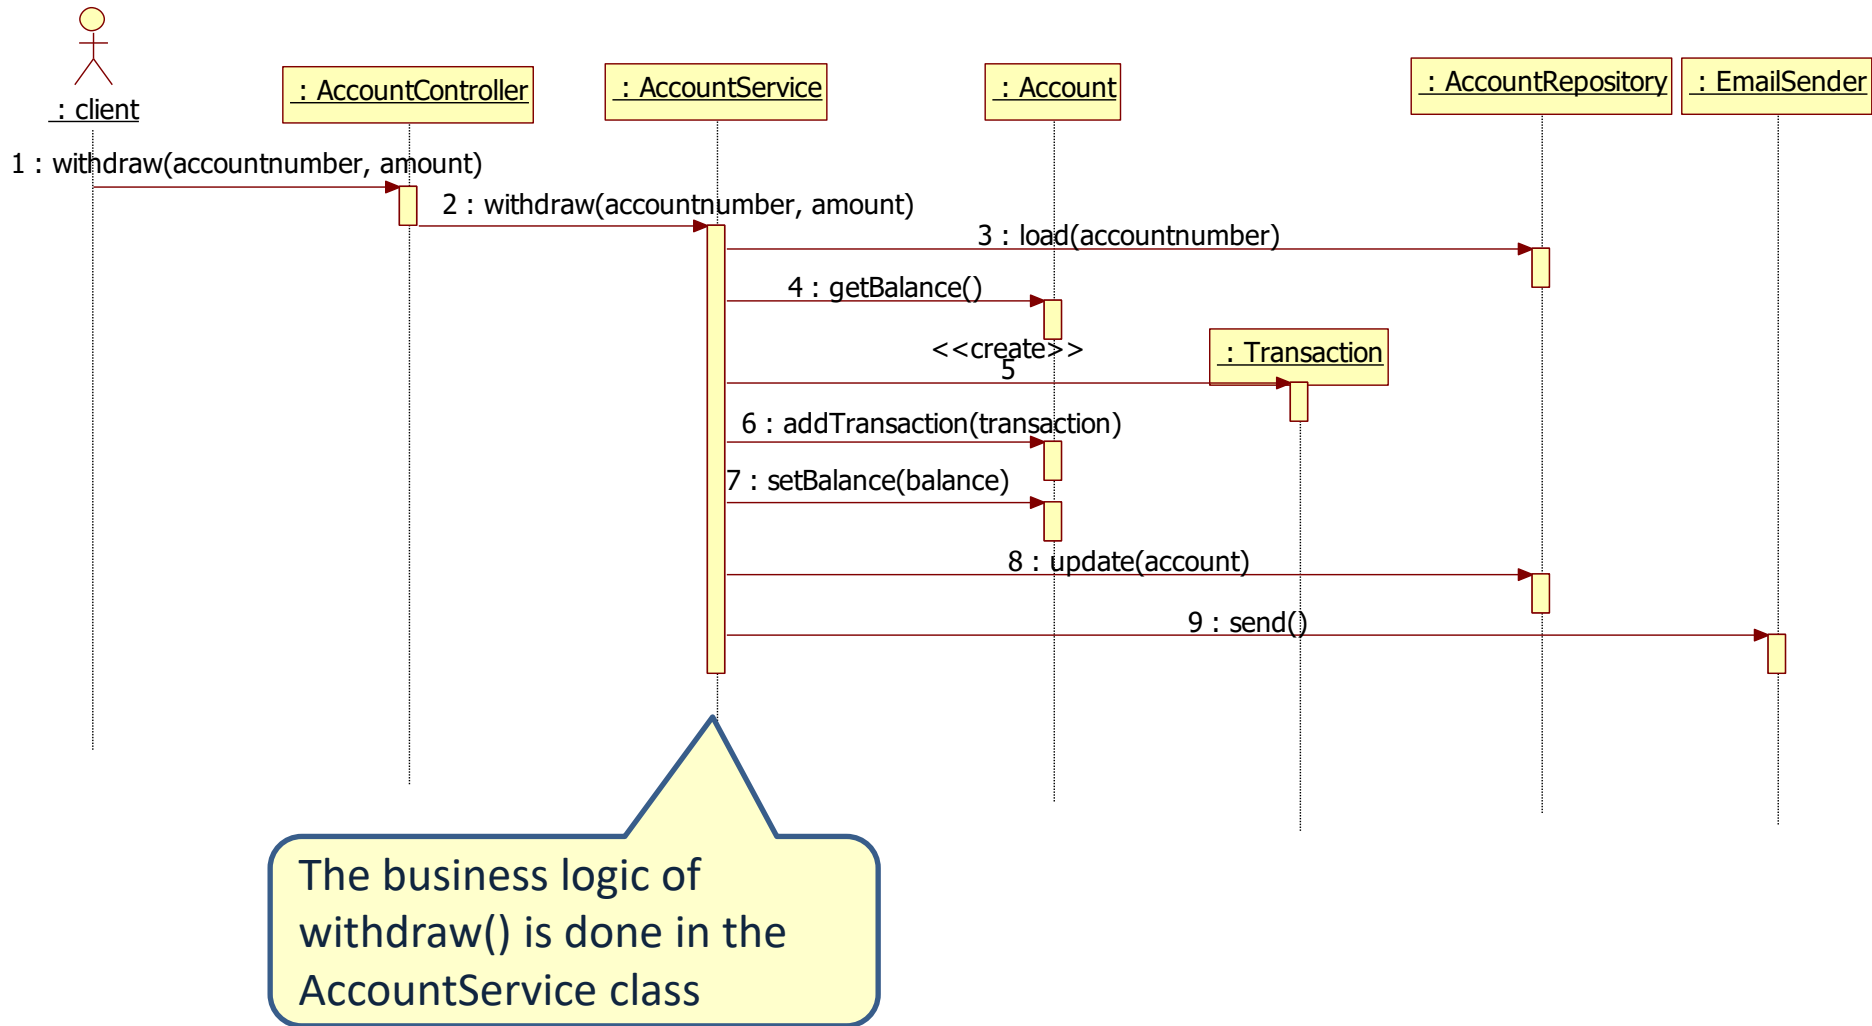 : client
: AccountController
: AccountService
: Account
: AccountRepository
: EmailSender
1 : withdraw(accountnumber, amount)
2 : withdraw(accountnumber, amount)
3 : load(accountnumber)
4 : getBalance()
<<create>>
5
: Transaction
6 : addTransaction(transaction)
7 : setBalance(balance)
8 : update(account)
9 : send()
The business logic of
withdraw() is done in the
AccountService class